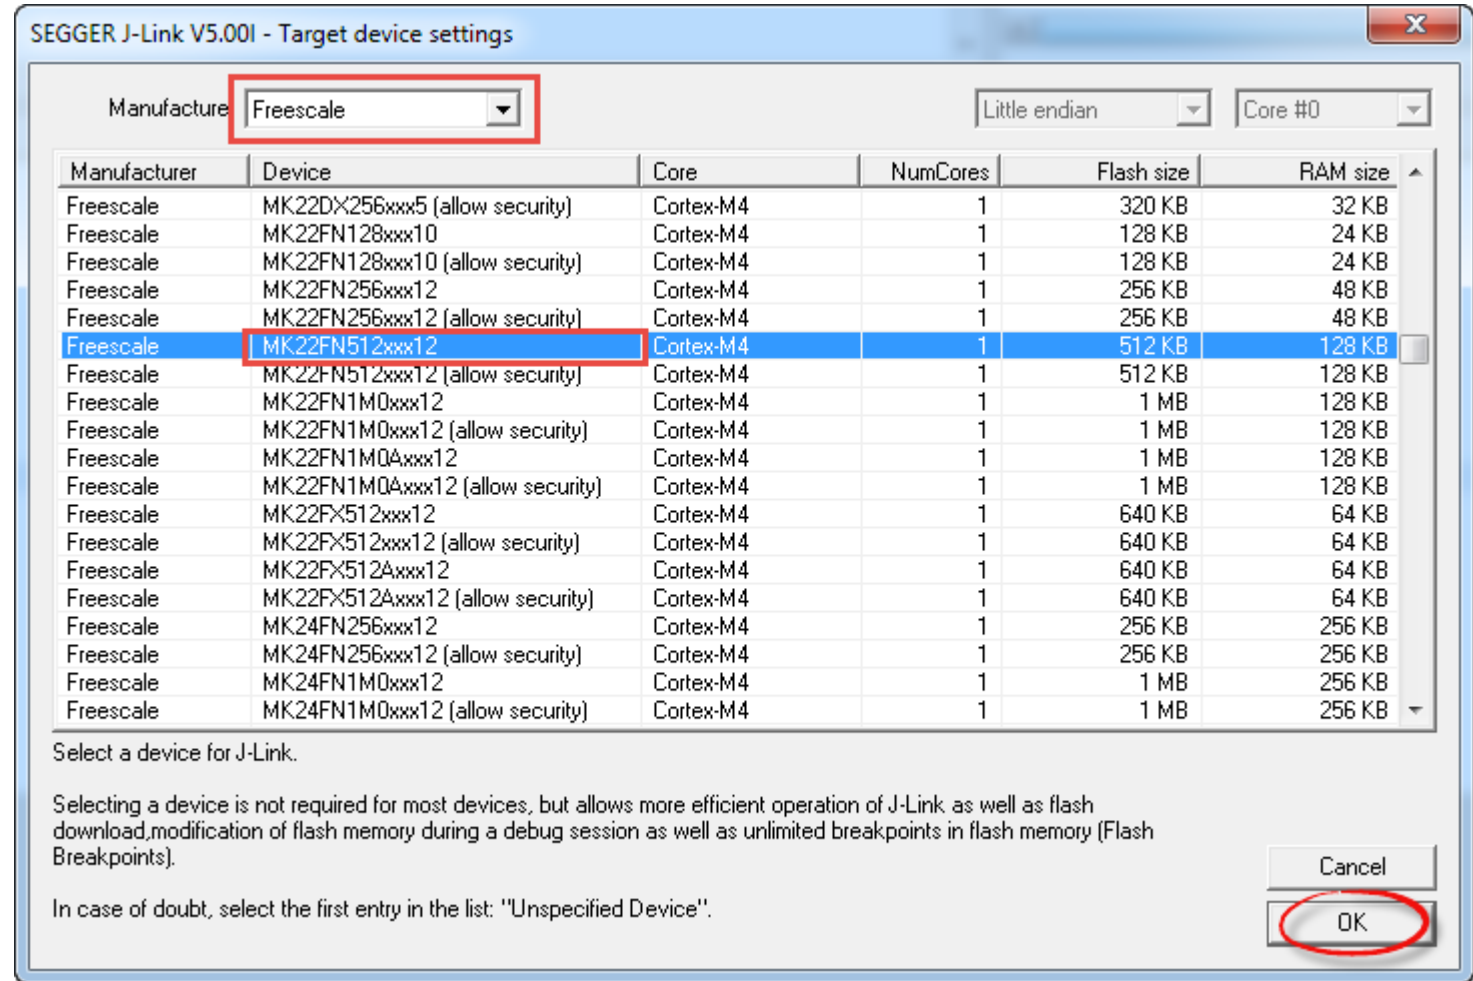 SEGGER J-Link V5.00I - Target device settings
Manufacture Freescale Little endian Core #0
Manufacturer Device Core NumCores Flash size RAM size
Freescale MK22DX256xxx5 (allow security) Cortex-M4 1 320 KB 32 KB
Freescale MK22FN128xxx10 Cortex-M4 1 128 KB 24 KB
Freescale MK22FN128xxx10 (allow security) Cortex-M4 1 128 KB 24 KB
Freescale MK22FN256xxx12 Cortex-M4 1 256 KB 48 KB
Freescale MK22FN256xxx12 (allow security) Cortex-M4 1 256 KB 48 KB
Freescale MK22FN512xxx12 Cortex-M4 1 512 KB 128 KB
Freescale MK22FN512xxx12 (allow security) Cortex-M4 1 512 KB 128 KB
Freescale MK22FN1M0xxx12 Cortex-M4 1 1 MB 128 KB
Freescale MK22FN1M0xxx12 (allow security) Cortex-M4 1 1 MB 128 KB
Freescale MK22FN1M0Axxx12 Cortex-M4 1 1 MB 128 KB
Freescale MK22FN1M0Axxx12 (allow security) Cortex-M4 1 1 MB 128 KB
Freescale MK22FX512xxx12 Cortex-M4 1 640 KB 64 KB
Freescale MK22FX512xxx12 (allow security) Cortex-M4 1 640 KB 64 KB
Freescale MK22FX512Axxx12 Cortex-M4 1 640 KB 64 KB
Freescale MK22FX512Axxx12 (allow security) Cortex-M4 1 640 KB 64 KB
Freescale MK24FN256xxx12 Cortex-M4 1 256 KB 256 KB
Freescale MK24FN256xxx12 (allow security) Cortex-M4 1 256 KB 256 KB
Freescale MK24FN1M0xxx12 Cortex-M4 1 1 MB 256 KB
Freescale MK24FN1M0xxx12 (allow security) Cortex-M4 1 1 MB 256 KB
Select a device for J-Link.
Selecting a device is not required for most devices, but allows more efficient operation of J-Link as well as flash
download,modification of flash memory during a debug session as well as unlimited breakpoints in flash memory (Flash
Breakpoints).
In case of doubt, select the first entry in the list: "Unspecified Device".
Cancel
OK